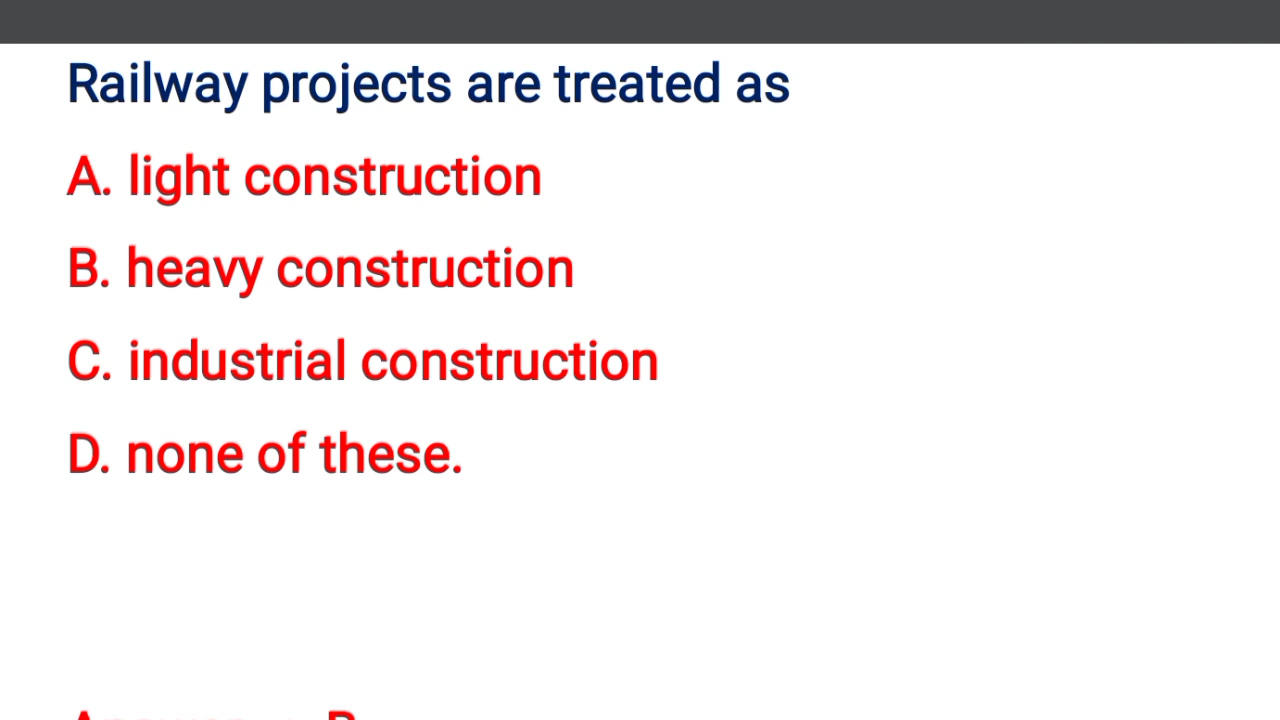 Railway projects are treated as
A. light construction
B. heavy construction
C. industrial construction
D. none of these.